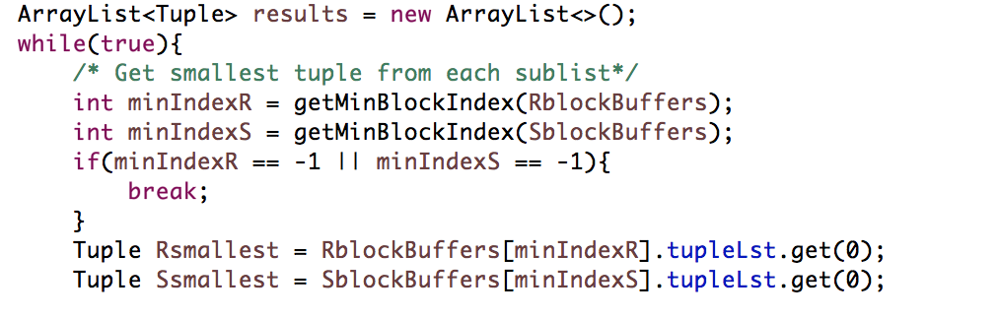 ArrayList<Tuple> results = new ArrayList<>();
while(true){
    /* Get smallest tuple from each sublist*/
    int minIndexR = getMinBlockIndex(RblockBuffers);
    int minIndexS = getMinBlockIndex(SblockBuffers);
    if(minIndexR == -1 || minIndexS == -1){
        break;
    }
    Tuple Rsmallest = RblockBuffers[minIndexR].tupleLst.get(0);
    Tuple Ssmallest = SblockBuffers[minIndexS].tupleLst.get(0);